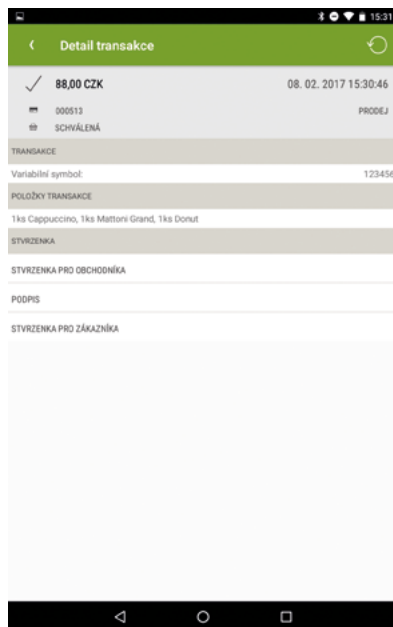 15:31
Detail transakce
88,00 CZK 08. 02. 2017 15:30:46
000513 PRODEJ
SCHVÁLENÁ
TRANSAKCE
Variabilní symbol: 123456
POLOŽKY TRANSAKCE
1ks Cappuccino, 1ks Mattoni Grand, 1ks Donut
STVRZENKA
STVRZENKA PRO OBCHODNÍKA
PODPIS
STVRZENKA PRO ZÁKAZNÍKA